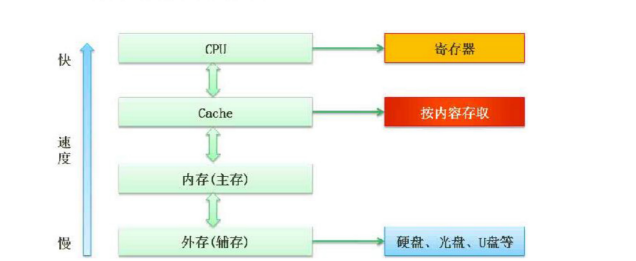 快
CPU
寄存器
Cache
按内容存取
速度
内存(主存)
慢
外存(辅存)
硬盘、光盘、U盘等